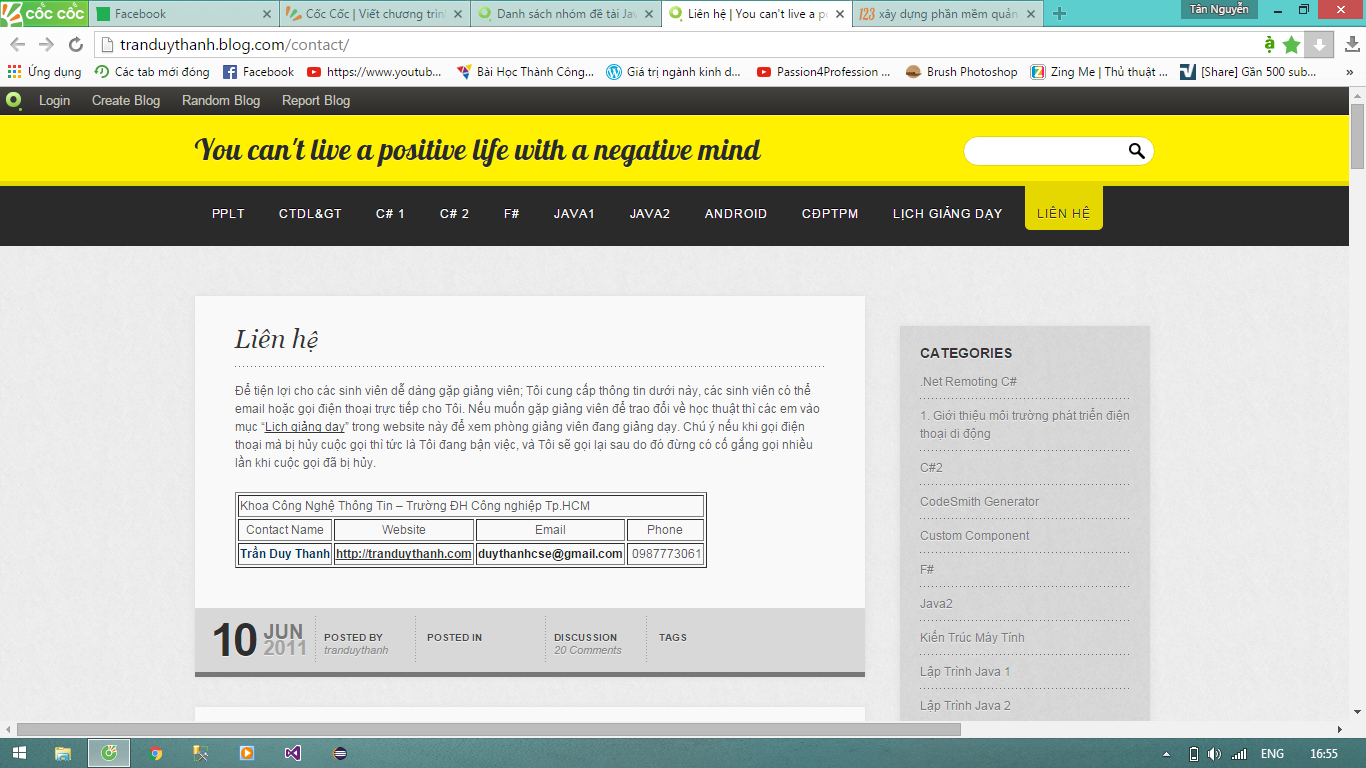 cốc cốc
Facebook
Cốc Cốc | Viết chương trìn
Danh sách nhóm đề tài Jav
Liên hệ | You can't live a po
123 xây dựng phần mềm quản
Tân Nguyễn
tranduythanh.blog.com/contact/
Ứng dụng
Các tab mới đóng
Facebook
https://www.youtub...
Bài Học Thành Công...
Giá trị ngành kinh d...
Passion4Profession ...
Brush Photoshop
Zing Me | Thủ thuật ...
[Share] Gần 500 sub...
»
Login
Create Blog
Random Blog
Report Blog
You can't live a positive life with a negative mind
PPLT
CTDL&GT
C# 1
C# 2
F#
JAVA1
JAVA2
ANDROID
CĐPTPM
LỊCH GIẢNG DẠY
LIÊN HỆ
Liên hệ
Để tiện lợi cho các sinh viên dễ dàng gặp giảng viên; Tôi cung cấp thông tin dưới này, các sinh viên có thể
email hoặc gọi điện thoại trực tiếp cho Tôi. Nếu muốn gặp giảng viên để trao đổi về học thuật thì các em vào
mục “Lịch giảng dạy” trong website này để xem phòng giảng viên đang giảng dạy. Chú ý nếu khi gọi điện
thoại mà bị hủy cuộc gọi thì tức là Tôi đang bận việc, và Tôi sẽ gọi lại sau do đó đừng có cố gắng gọi nhiều
lần khi cuộc gọi đã bị hủy.
Khoa Công Nghệ Thông Tin – Trường ĐH Công nghiệp Tp.HCM
Contact Name
Website
Email
Phone
Trần Duy Thanh
http://tranduythanh.com
duythanhcse@gmail.com
0987773061
10 JUN 2011
POSTED BY
tranduythanh
POSTED IN
DISCUSSION
20 Comments
TAGS
CATEGORIES
.Net Remoting C#
1. Giới thiệu môi trường phát triển điện
thoại di động
C#2
CodeSmith Generator
Custom Component
F#
Java2
Kiến Trúc Máy Tính
Lập Trình Java 1
Lập Trình Java 2
ENG
16:55